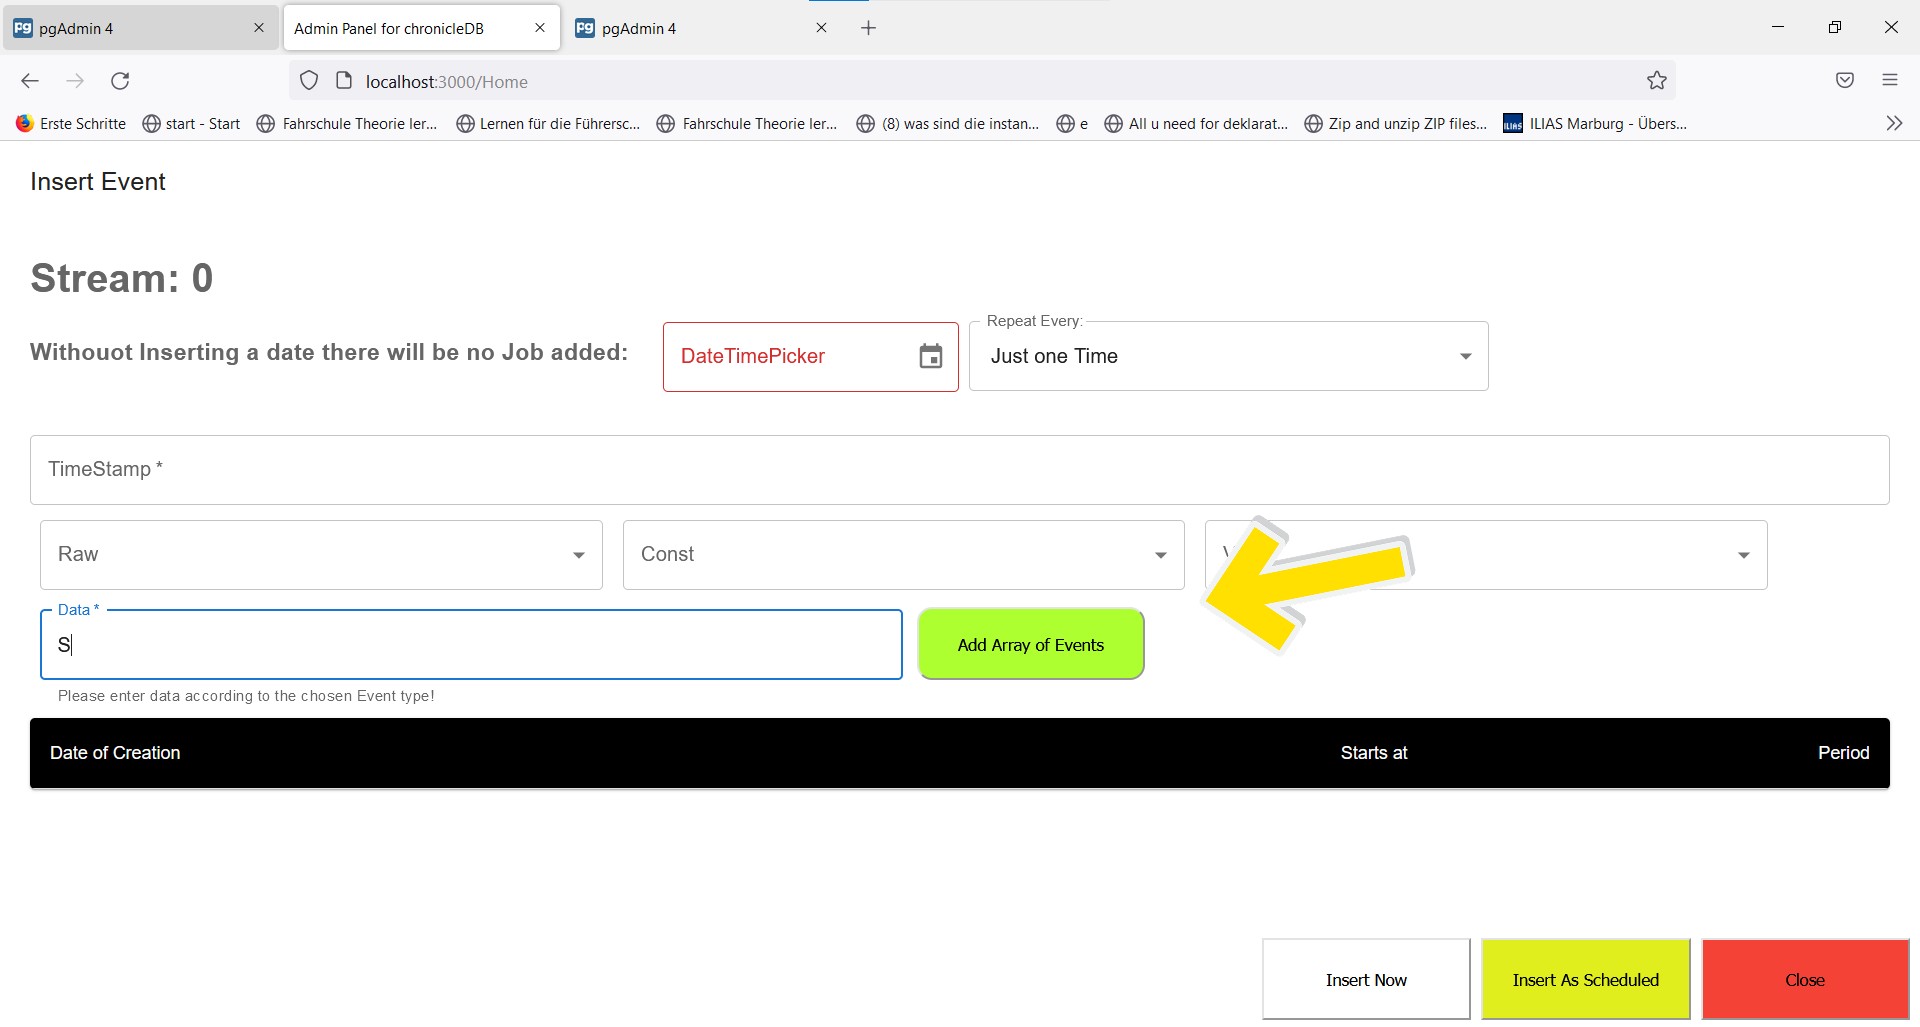 pgAdmin 4
Admin Panel for chronicleDB
pgAdmin 4
localhost:3000/Home
Erste Schritte
start - Start
Fahrschule Theorie ler...
Lernen für die Führersc...
Fahrschule Theorie ler...
(8) was sind die instan...
e
All u need for deklarat...
Zip and unzip ZIP files...
ILIAS Marburg - Übers...
Insert Event
Stream: 0
Withouot Inserting a date there will be no Job added:
DateTimePicker
Repeat Every:
Just one Time
TimeStamp *
Raw
Const
Data *
S
Add Array of Events
Please enter data according to the chosen Event type!
Date of Creation
Starts at
Period
Insert Now
Insert As Scheduled
Close